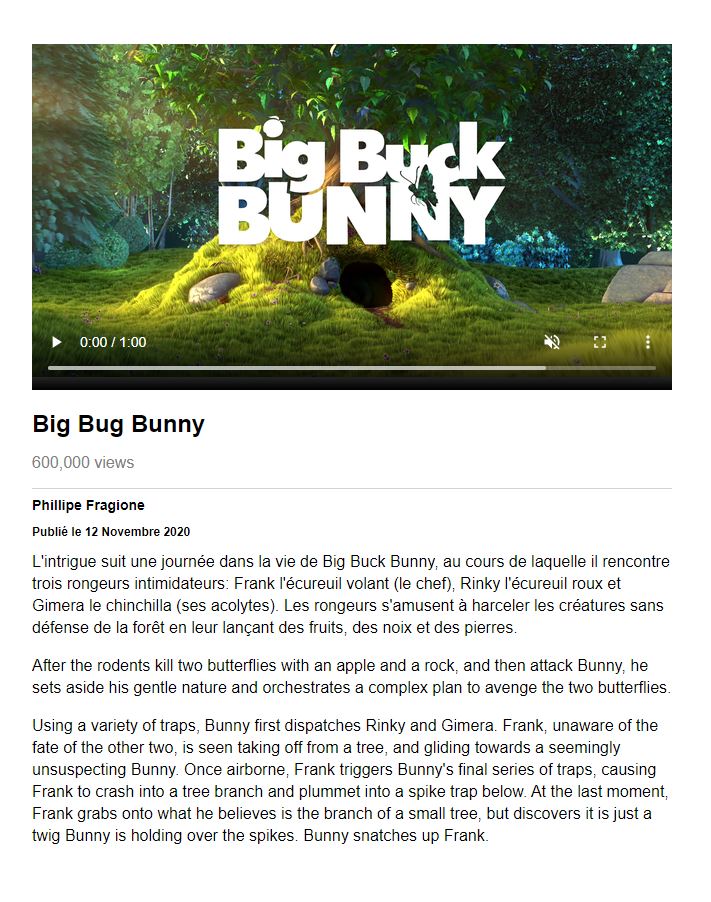 Big Buck
BUNNY
0:00 / 1:00
Big Bug Bunny
600,000 views
Phillipe Fragione
Publié le 12 Novembre 2020
L'intrigue suit une journée dans la vie de Big Buck Bunny, au cours de laquelle il rencontre
trois rongeurs intimidateurs: Frank l'écureuil volant (le chef), Rinky l'écureuil roux et
Gimera le chinchilla (ses acolytes). Les rongeurs s'amusent à harceler les créatures sans
défense de la forêt en leur lançant des fruits, des noix et des pierres.
After the rodents kill two butterflies with an apple and a rock, and then attack Bunny, he
sets aside his gentle nature and orchestrates a complex plan to avenge the two butterflies.
Using a variety of traps, Bunny first dispatches Rinky and Gimera. Frank, unaware of the
fate of the other two, is seen taking off from a tree, and gliding towards a seemingly
unsuspecting Bunny. Once airborne, Frank triggers Bunny's final series of traps, causing
Frank to crash into a tree branch and plummet into a spike trap below. At the last moment,
Frank grabs onto what he believes is the branch of a small tree, but discovers it is just a
twig Bunny is holding over the spikes. Bunny snatches up Frank.